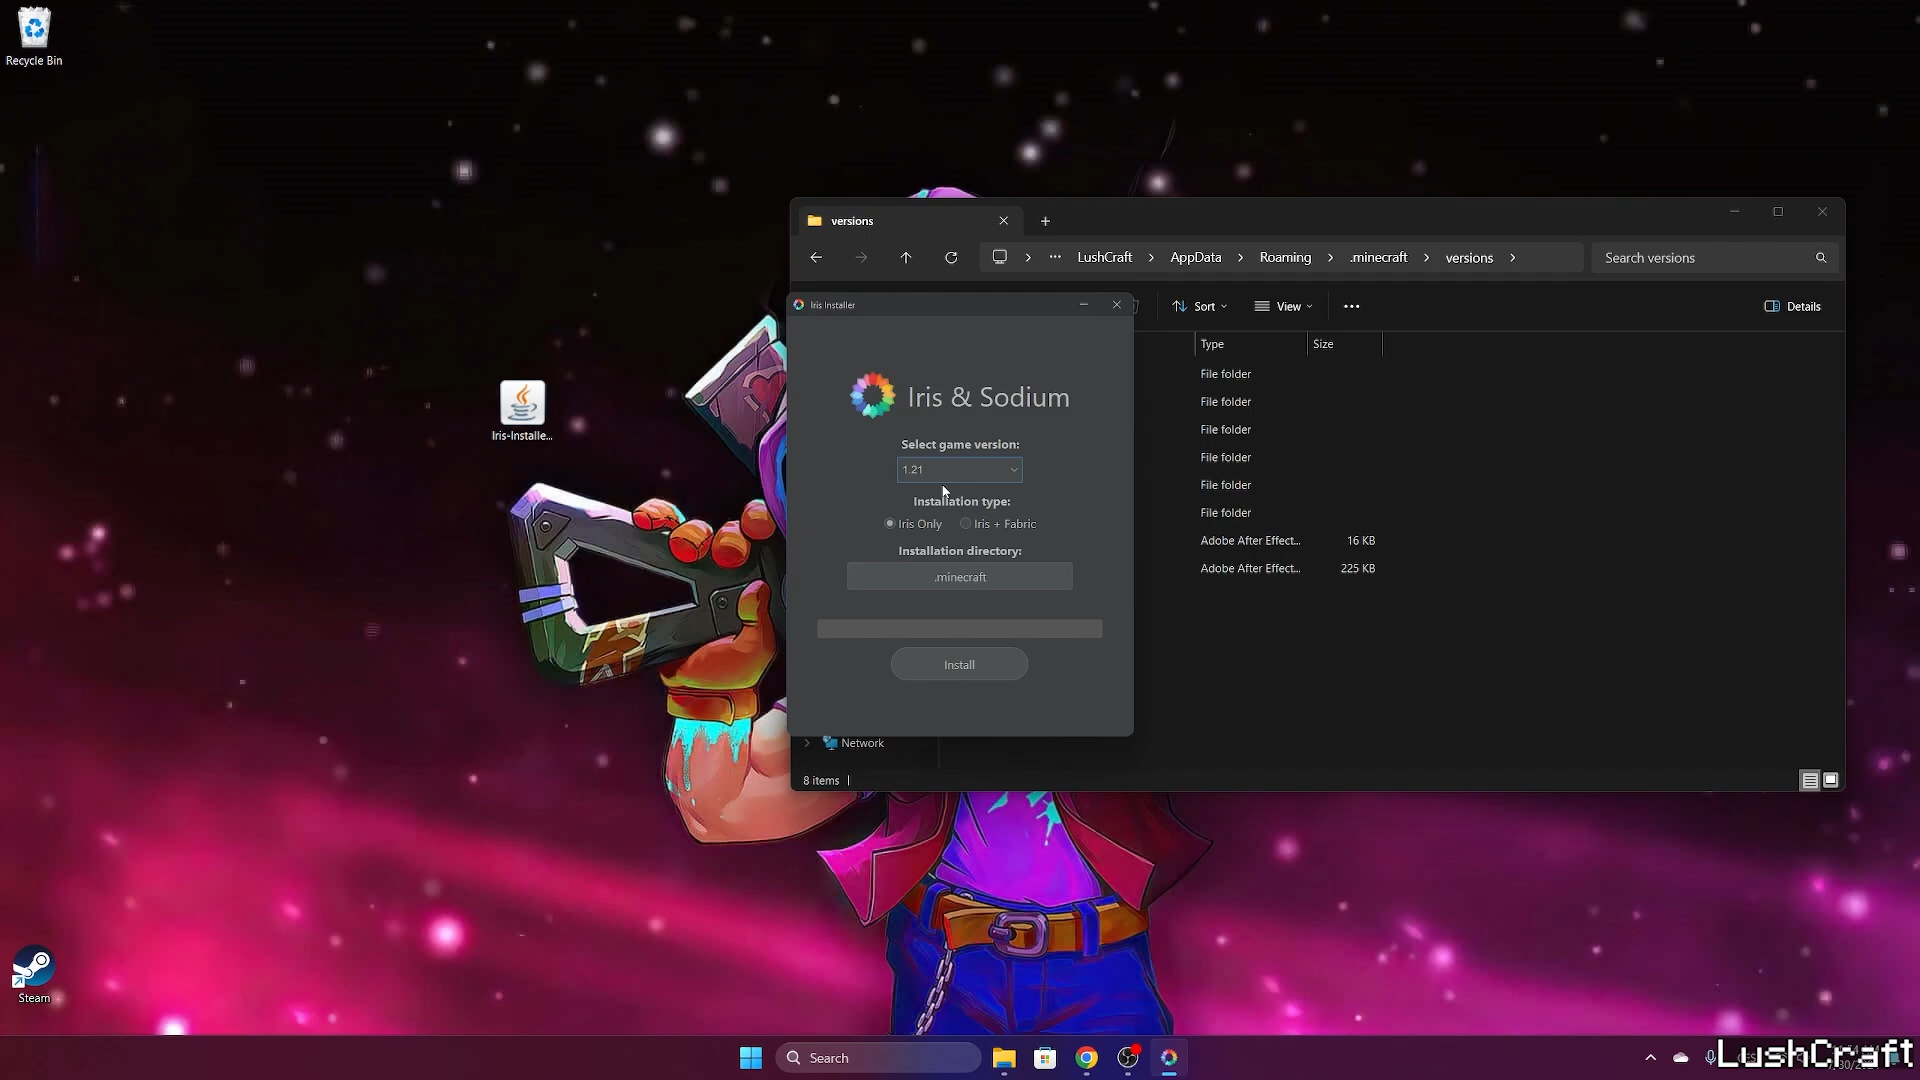 Recycle Bin
versions
LushCraft
AppData
Roaming
.minecraft
versions
Search versions
Iris Installer
Sort
View
Details
Type
Size
Iris & Sodium
Select game version:
1.21
Installation type:
Iris Only
Iris + Fabric
Installation directory:
.minecraft
Install
File folder
File folder
File folder
File folder
File folder
File folder
Adobe After Effect...
16 KB
Adobe After Effect...
225 KB
Iris-Installe...
Network
8 items
Steam
Search
LushCraft